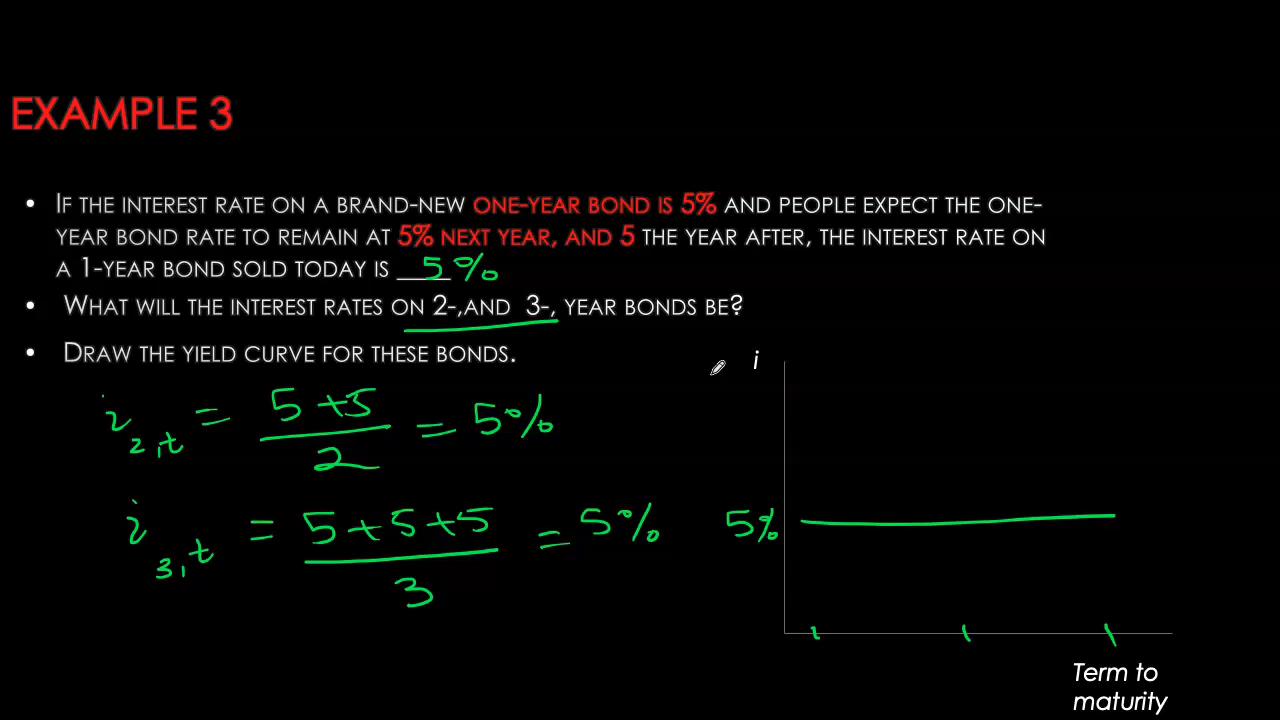 EXAMPLE 3
• IF THE INTEREST RATE ON A BRAND-NEW ONE-YEAR BOND IS 5% AND PEOPLE EXPECT THE ONE-
YEAR BOND RATE TO REMAIN AT 5% NEXT YEAR, AND 5 THE YEAR AFTER, THE INTEREST RATE ON
A 1-YEAR BOND SOLD TODAY IS ____ 5%
• WHAT WILL THE INTEREST RATES ON 2-,AND 3-, YEAR BONDS BE?
• DRAW THE YIELD CURVE FOR THESE BONDS.
i
i2,t = (5+5)/2 = 5%
i3,t = (5+5+5)/3 = 5%
5%
Term to
maturity